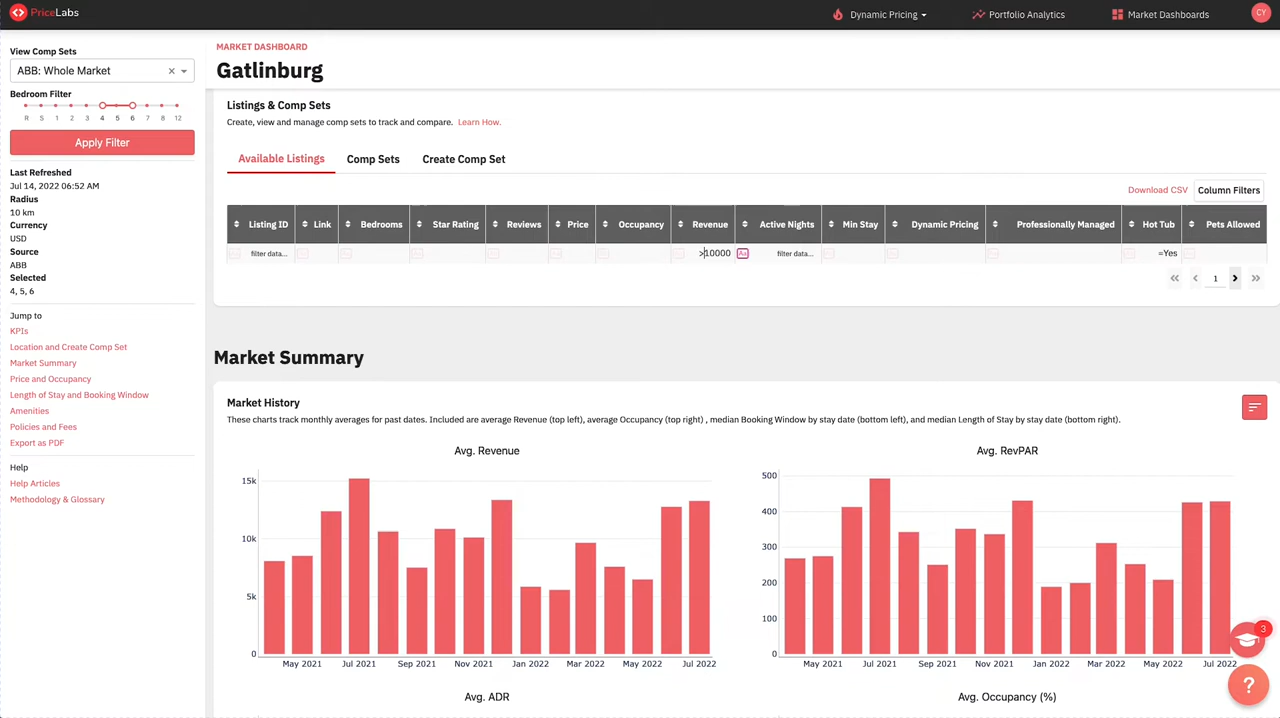 PriceLabs
Dynamic Pricing
Portfolio Analytics
Market Dashboards
CY
View Comp Sets
ABB: Whole Market
Bedroom Filter
R S 1 2 3 4 5 6 7 8 12
Apply Filter
Last Refreshed
Jul 14, 2022 06:52 AM
Radius
10 km
Currency
USD
Source
ABB
Selected
4, 5, 6
Jump to
KPIs
Location and Create Comp Set
Market Summary
Price and Occupancy
Length of Stay and Booking Window
Amenities
Policies and Fees
Export as PDF
Help
Help Articles
Methodology & Glossary
MARKET DASHBOARD
Gatlinburg
Listings & Comp Sets
Create, view and manage comp sets to track and compare. Learn How.
Available Listings
Comp Sets
Create Comp Set
Download CSV
Column Filters
Listing ID Link Bedrooms Star Rating Reviews Price Occupancy Revenue Active Nights Min Stay Dynamic Pricing Professionally Managed Hot Tub Pets Allowed
filter data... >10000 Aa filter data... =Yes
1
Market Summary
Market History
These charts track monthly averages for past dates. Included are average Revenue (top left), average Occupancy (top right) , median Booking Window by stay date (bottom left), and median Length of Stay by stay date (bottom right).
Avg. Revenue
15k
10k
5k
0
May 2021 Jul 2021 Sep 2021 Nov 2021 Jan 2022 Mar 2022 May 2022 Jul 2022
Avg. RevPAR
500
400
300
200
100
0
May 2021 Jul 2021 Sep 2021 Nov 2021 Jan 2022 Mar 2022 May 2022 Jul 2022
Avg. ADR
Avg. Occupancy (%)
3
?